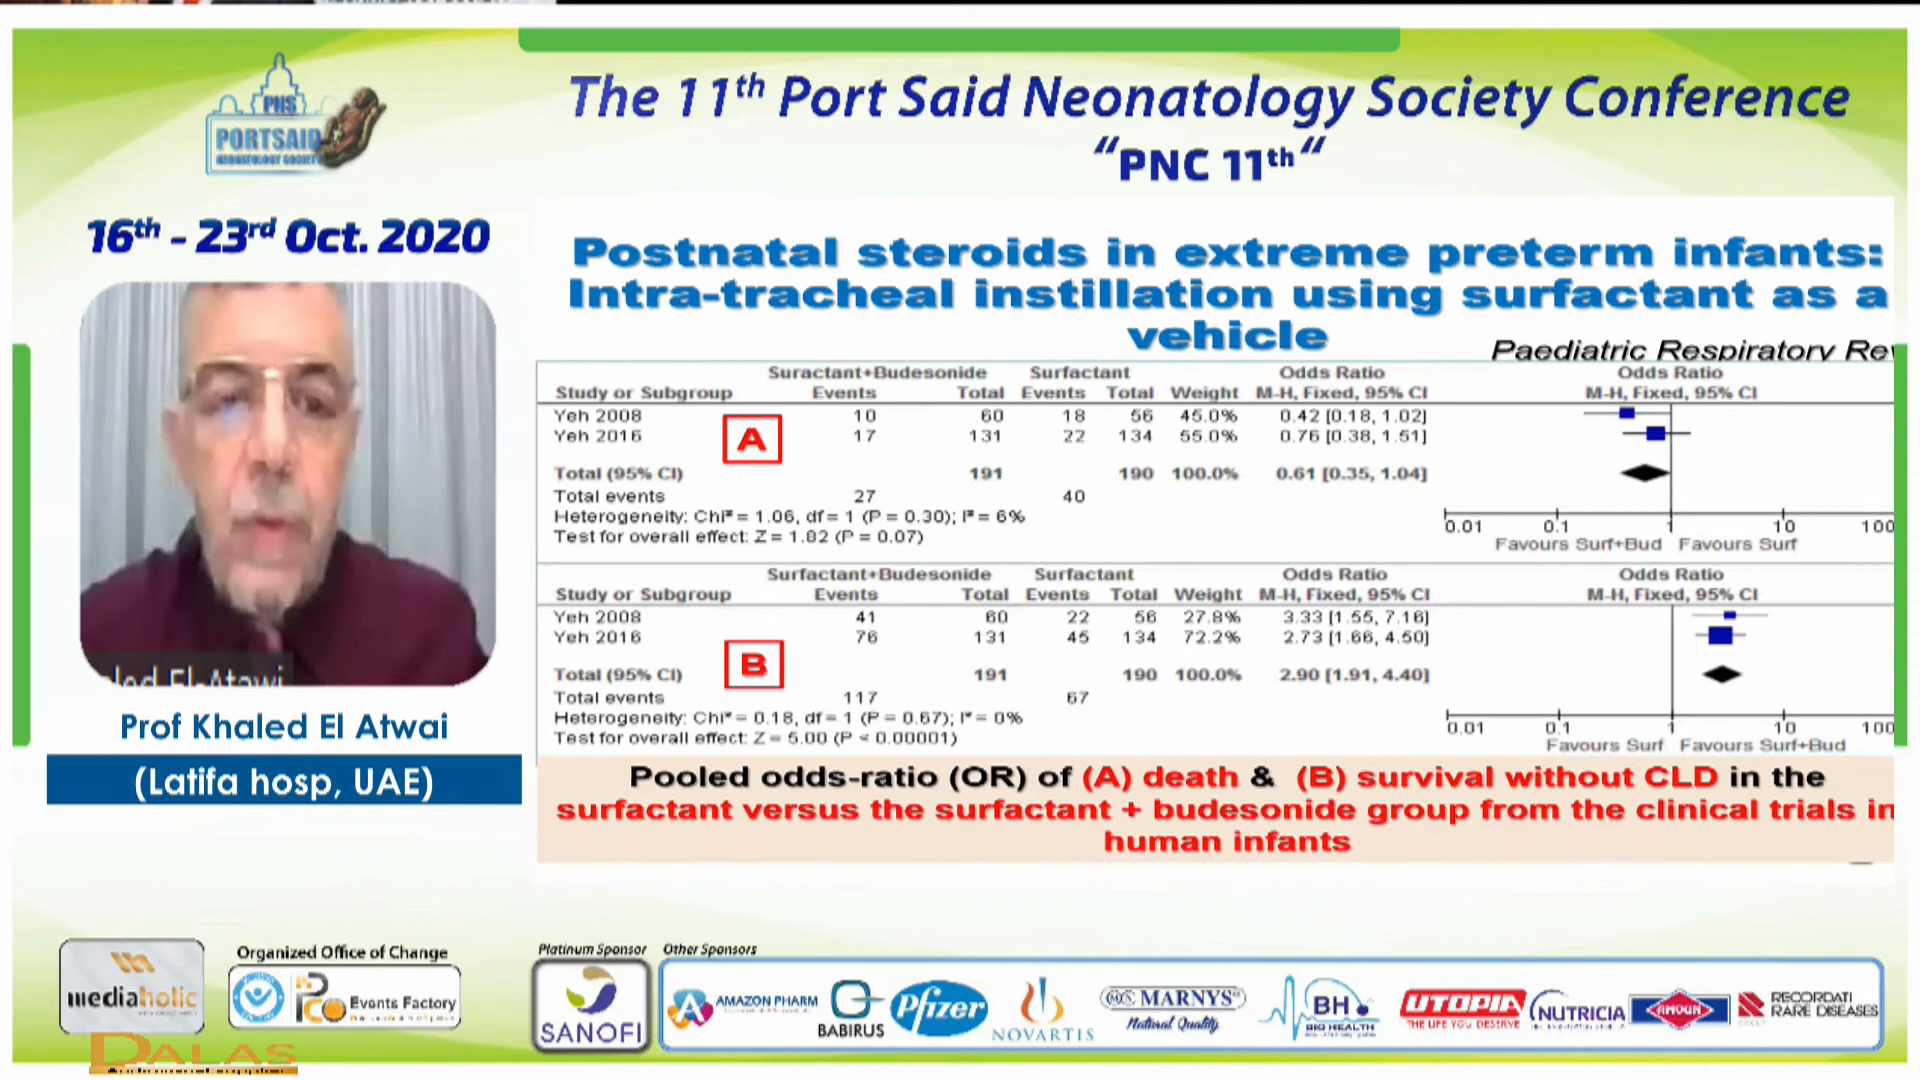 PNS
PORTSAID
NEONATOLOGY SOCIETY
The 11th Port Said Neonatology Society Conference
“PNC 11th“
16th - 23rd Oct. 2020
Postnatal steroids in extreme preterm infants:
Intra-tracheal instillation using surfactant as a
vehicle
Paediatric Respiratory Rev
Suractant+Budesonide Surfactant Odds Ratio Odds Ratio
Study or Subgroup Events Total Events Total Weight M-H, Fixed, 95% CI M-H, Fixed, 95% CI
Yeh 2008 10 60 18 56 45.0% 0.42 [0.18, 1.02]
Yeh 2016 17 131 22 134 55.0% 0.76 [0.38, 1.51]
A
Total (95% CI) 191 190 100.0% 0.61 [0.35, 1.04]
Total events 27 40
Heterogeneity: Chi² = 1.06, df = 1 (P = 0.30); I² = 6%
Test for overall effect: Z = 1.82 (P = 0.07)
0.01 0.1 1 10 100
Favours Surf+Bud Favours Surf
Surfactant+Budesonide Surfactant Odds Ratio Odds Ratio
Study or Subgroup Events Total Events Total Weight M-H, Fixed, 95% CI M-H, Fixed, 95% CI
Yeh 2008 41 60 22 56 27.8% 3.33 [1.55, 7.16]
Yeh 2016 76 131 45 134 72.2% 2.73 [1.66, 4.50]
B
Total (95% CI) 191 190 100.0% 2.90 [1.91, 4.40]
Total events 117 67
Heterogeneity: Chi² = 0.18, df = 1 (P = 0.67); I² = 0%
Test for overall effect: Z = 5.00 (P < 0.00001)
0.01 0.1 1 10 100
Favours Surf Favours Surf+Bud
Pooled odds-ratio (OR) of (A) death & (B) survival without CLD in the
surfactant versus the surfactant + budesonide group from the clinical trials in
human infants
El-Atawi
Prof Khaled El Atwai
(Latifa hosp, UAE)
mediaholic
Organized Office of Change
Events Factory
Platinum Sponsor
SANOFI
Other Sponsors
AMAZON PHARM
BABIRUS
Pfizer
NOVARTIS
MARNYS
Natural Quality
BH
BIO HEALTH
UTOPIA
THE LIFE YOU DESERVE
NUTRICIA
AMOUN
RECORDATI
RARE DISEASES
DALAS